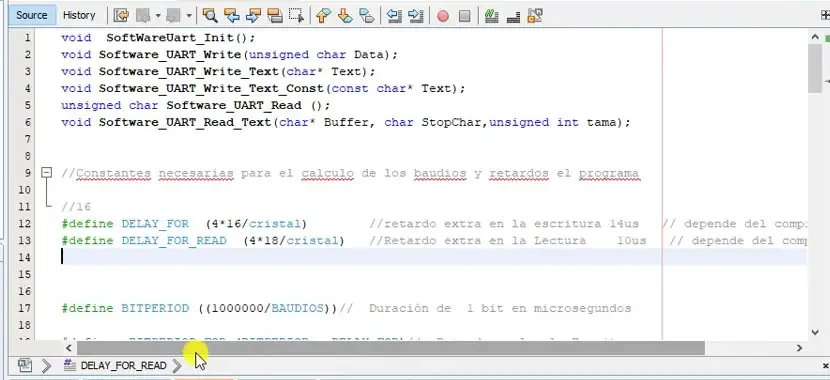 Source History
1 void SoftWareUart_Init();
2 void Software_UART_Write(unsigned char Data);
3 void Software_UART_Write_Text(char* Text);
4 void Software_UART_Write_Text_Const(const char* Text);
5 unsigned char Software_UART_Read ();
6 void Software_UART_Read_Text(char* Buffer, char StopChar,unsigned int tama);
7
8
9 //Constantes necesarias para el calculo de los baudios y retardos el programa
10
11 //16
12 #define DELAY_FOR (4*16/cristal) //retardo extra en la escritura 14us // depende del comp
13 #define DELAY_FOR_READ (4*18/cristal) //Retardo extra en la Lectura 10us // depende del comp
14
15
16
17 #define BITPERIOD ((1000000/BAUDIOS))// Duración de 1 bit en microsegundos
DELAY_FOR_READ